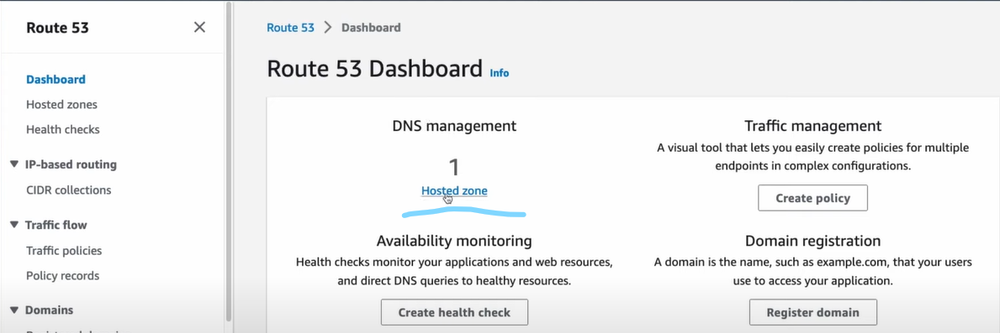 Route 53
Dashboard
Hosted zones
Health checks
IP-based routing
CIDR collections
Traffic flow
Traffic policies
Policy records
Domains
Route 53 > Dashboard
Route 53 Dashboard Info
DNS management
1
Hosted zone
Traffic management
A visual tool that lets you easily create policies for multiple
endpoints in complex configurations.
Create policy
Availability monitoring
Health checks monitor your applications and web resources,
and direct DNS queries to healthy resources.
Create health check
Domain registration
A domain is the name, such as example.com, that your users
use to access your application.
Register domain